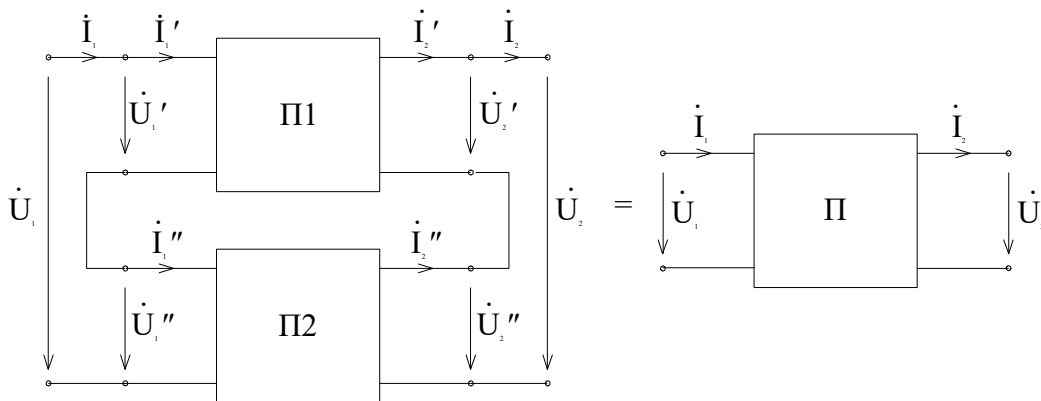 İ₁ İ₁′ İ₂′ İ₂
U̇₁′ П1 U̇₂′
İ₁ İ₂
U̇₁ U̇₂ = U̇₁ П U̇₂
İ₁″ İ₂″
U̇₁″ П2 U̇₂″